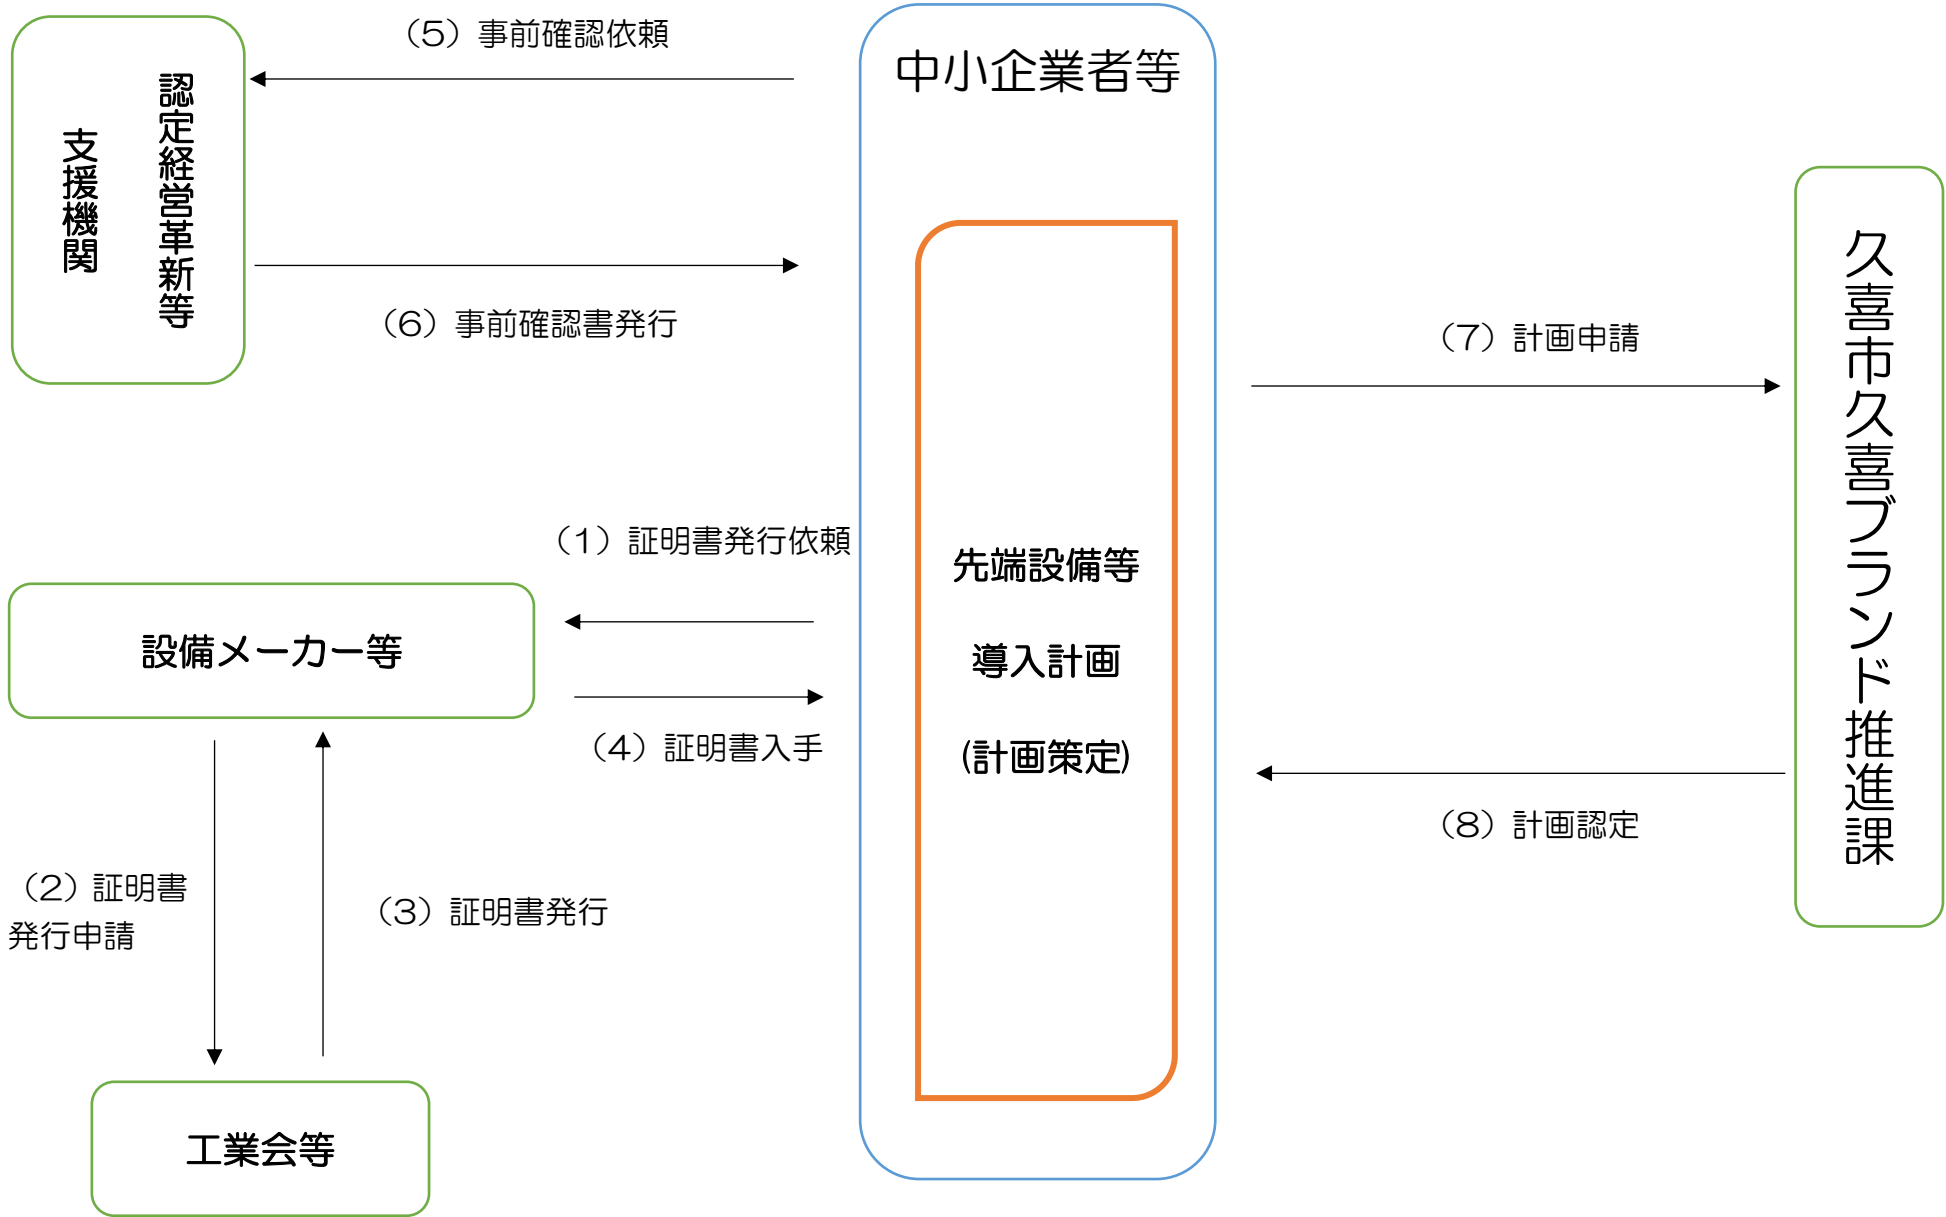 （5）事前確認依頼
中小企業者等
認定経営革新等
支援機関
（6）事前確認書発行
（7）計画申請
久喜市久喜ブランド推進課
（1）証明書発行依頼
先端設備等
導入計画
(計画策定)
設備メーカー等
（4）証明書入手
（8）計画認定
（2）証明書
発行申請
（3）証明書発行
工業会等